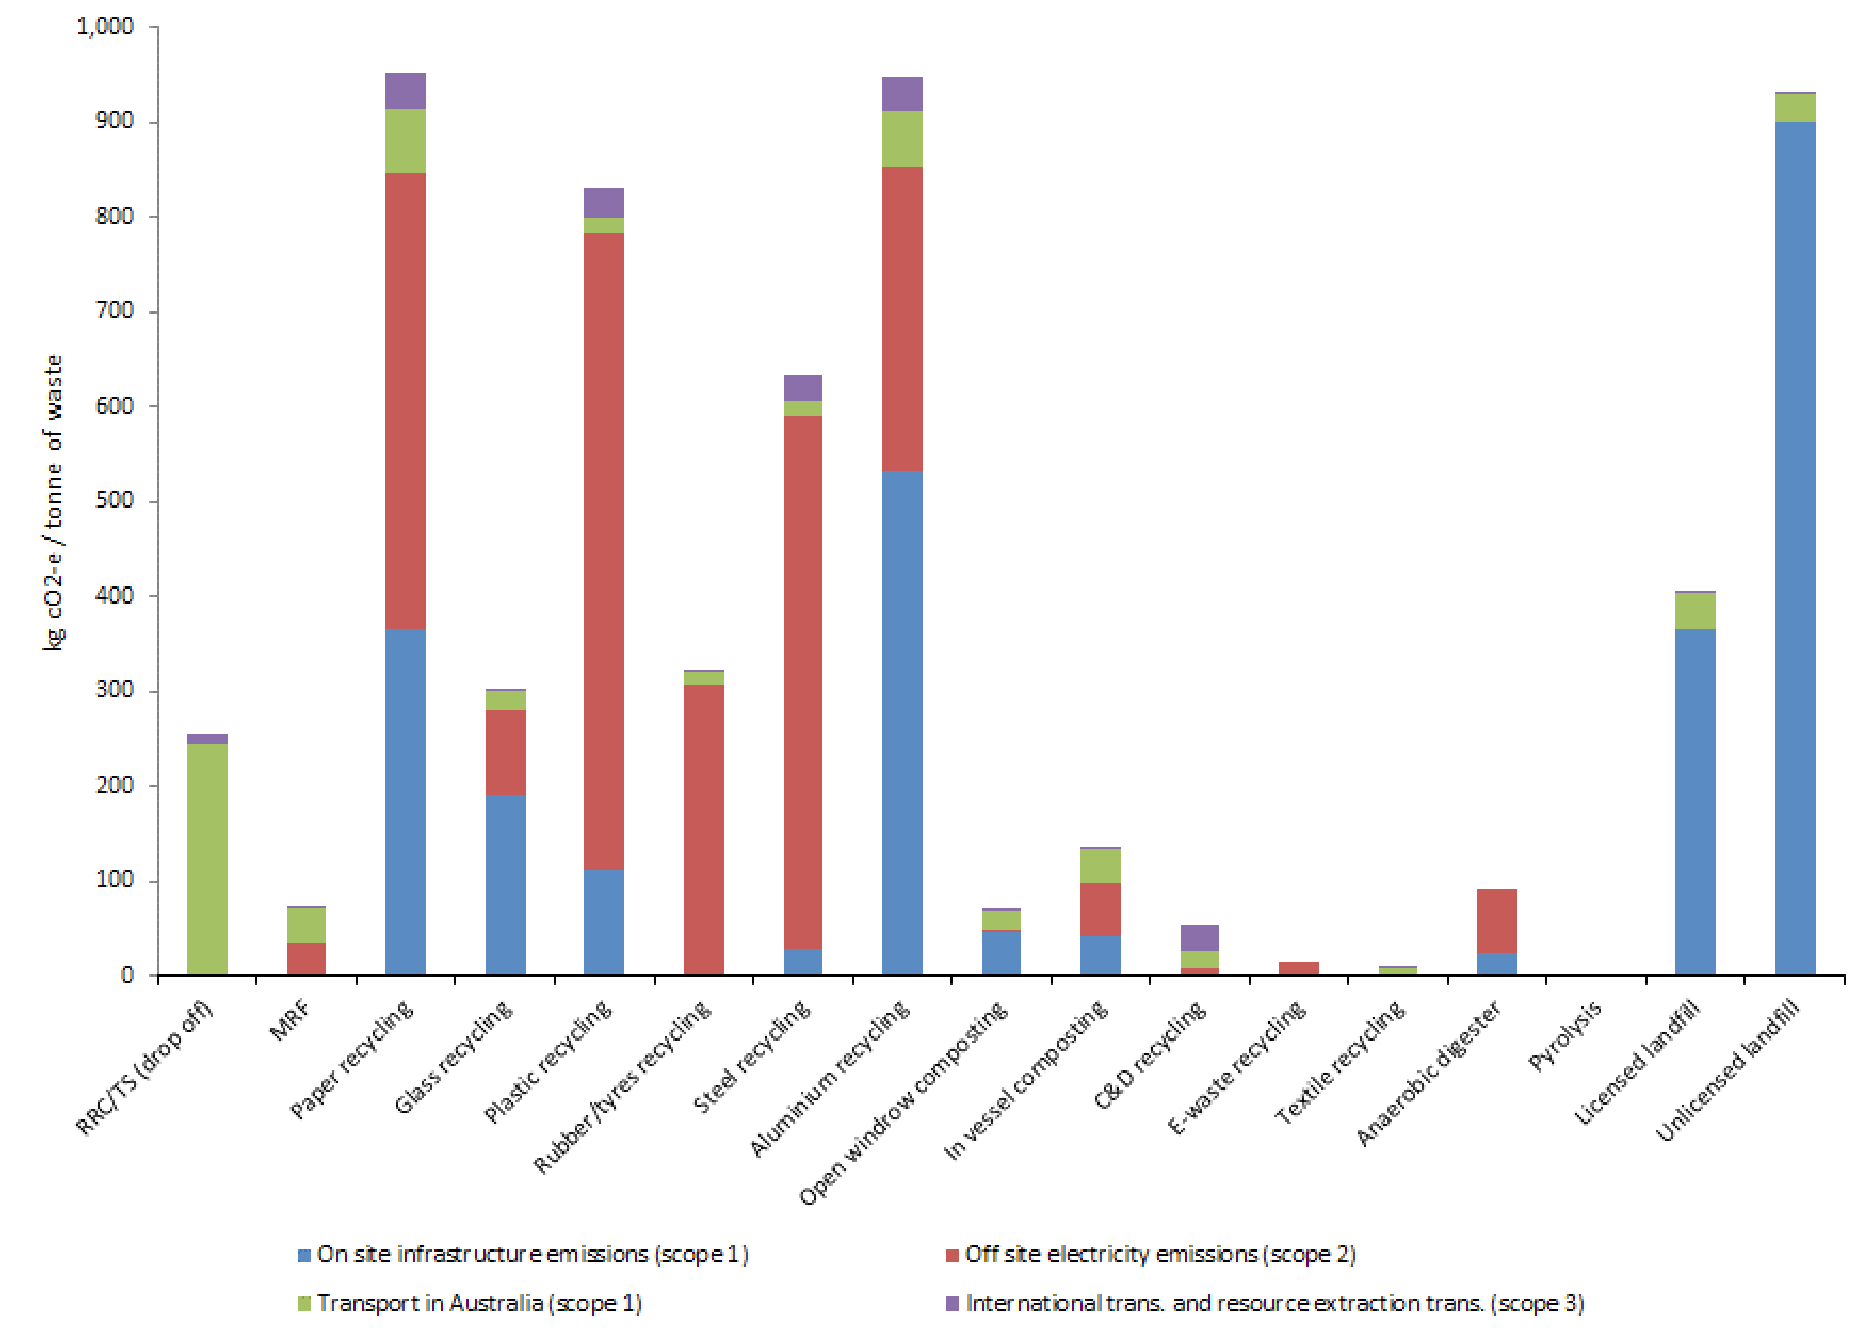 1,000
900
800
700
600
500
400
300
200
100
0
kg cO2-e / tonne of waste
RRC/TS (drop off)
MRF
Paper recycling
Glass recycling
Plastic recycling
Rubber/tyres recycling
Steel recycling
Aluminium recycling
Open windrow composting
In vessel composting
C&D recycling
E-waste recycling
Textile recycling
Anaerobic digester
Pyrolysis
Licensed landfill
Unlicensed landfill
On site infrastructure emissions (scope 1)
Off site electricity emissions (scope 2)
Transport in Australia (scope 1)
International trans. and resource extraction trans. (scope 3)